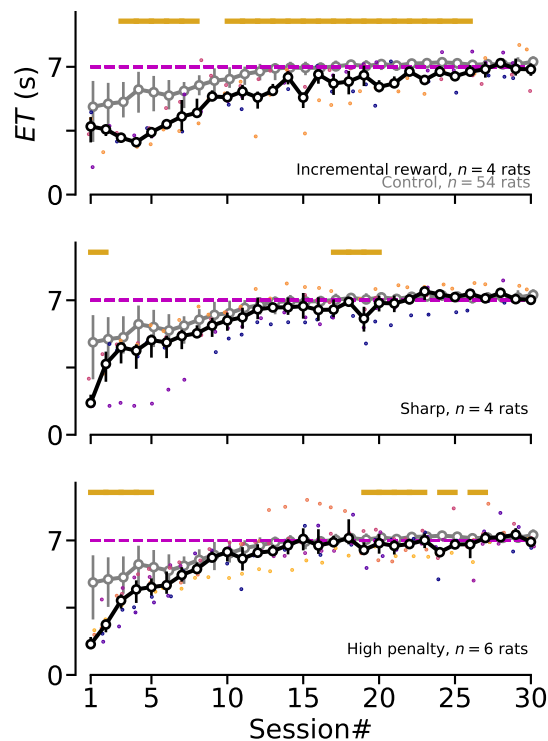 7
ET (s)
0
Incremental reward, n = 4 rats
Control, n = 54 rats
7
0
Sharp, n = 4 rats
7
0
High penalty, n = 6 rats
1 5 10 15 20 25 30
Session#